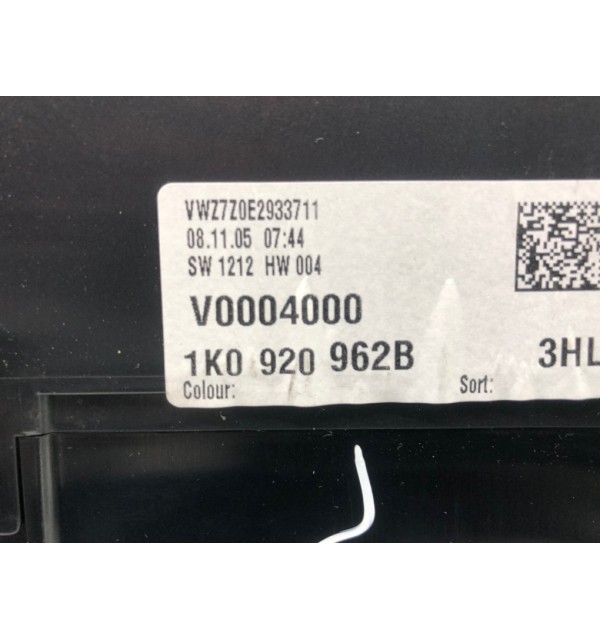 VWZ7Z0E2933711
08.11.05 07:44
SW 1212 HW 004
V0004000
1K0 920 962B 3HL
Colour: Sort: